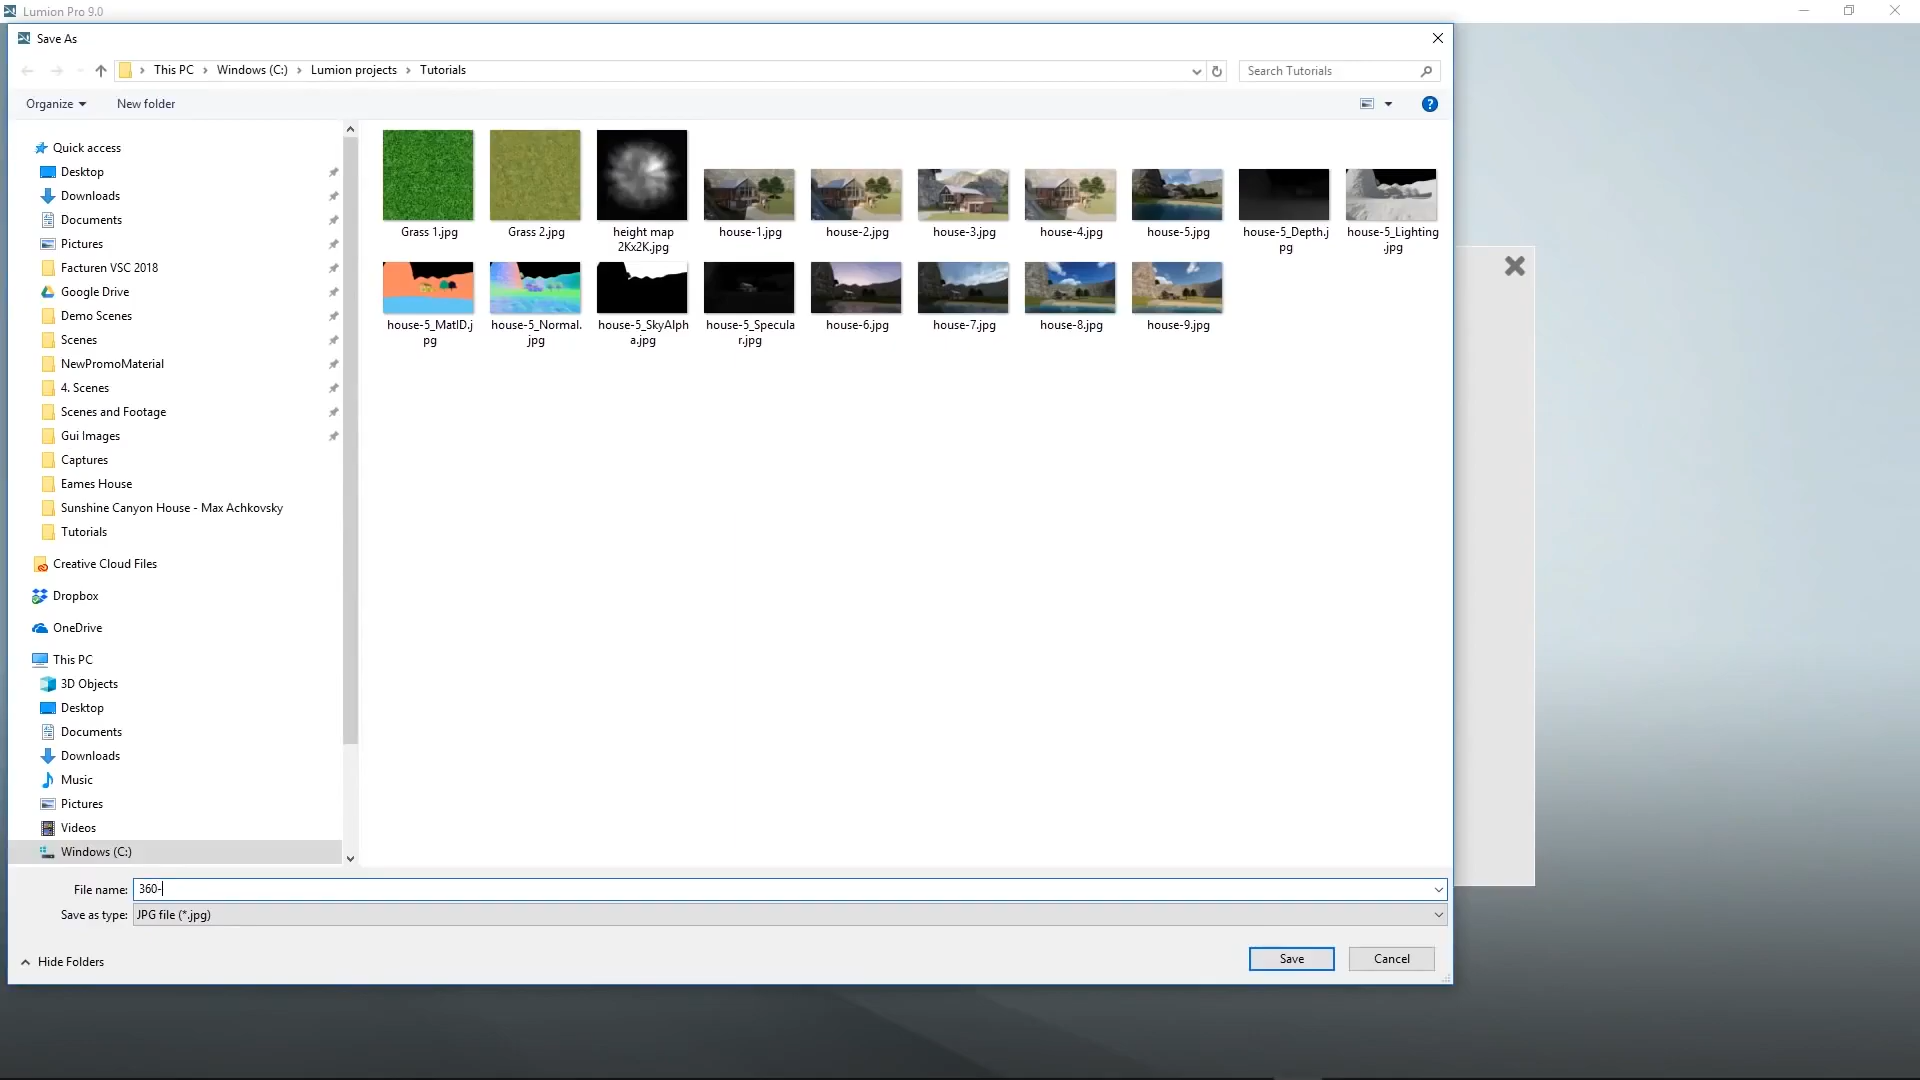 Lumion Pro 9.0
Save As
This PC
Windows (C:)
Lumion projects
Tutorials
Search Tutorials
Organize
New folder
?
Quick access
Desktop
Downloads
Documents
Pictures
Facturen VSC 2018
Google Drive
Demo Scenes
Scenes
NewPromoMaterial
4. Scenes
Scenes and Footage
Gui Images
Captures
Eames House
Sunshine Canyon House - Max Achkovsky
Tutorials
Creative Cloud Files
Dropbox
OneDrive
This PC
3D Objects
Desktop
Documents
Downloads
Music
Pictures
Videos
Windows (C:)
Grass 1.jpg
Grass 2.jpg
height map
2Kx2K.jpg
house-1.jpg
house-2.jpg
house-3.jpg
house-4.jpg
house-5.jpg
house-5_Depth.j
pg
house-5_Lighting
.jpg
house-5_MatID.j
pg
house-5_Normal.
jpg
house-5_SkyAlph
a.jpg
house-5_Specula
r.jpg
house-6.jpg
house-7.jpg
house-8.jpg
house-9.jpg
File name: 360-
Save as type: JPG file (*.jpg)
Hide Folders
Save
Cancel